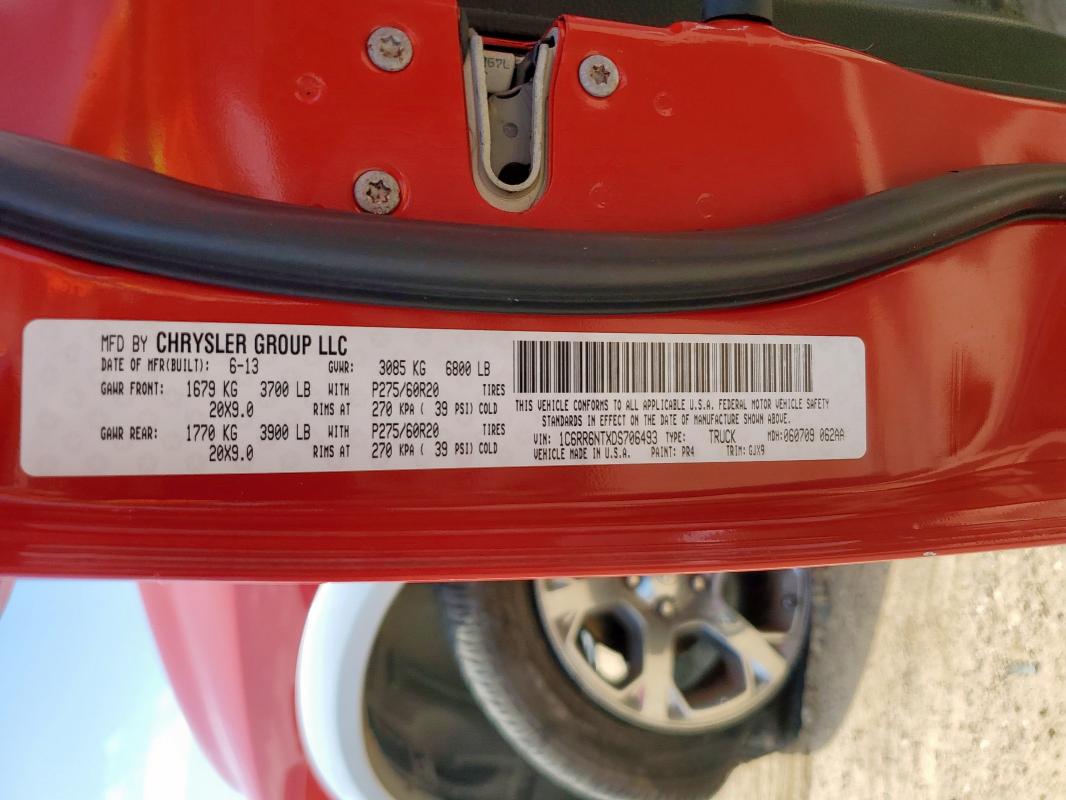 767L
MFD BY CHRYSLER GROUP LLC
DATE OF MFR(BUILT): 6-13 GVWR: 3085 KG 6800 LB
GAWR FRONT: 1679 KG 3700 LB WITH P275/60R20 TIRES
20X9.0 RIMS AT 270 KPA ( 39 PSI) COLD
GAWR REAR: 1770 KG 3900 LB WITH P275/60R20 TIRES
20X9.0 RIMS AT 270 KPA ( 39 PSI) COLD
THIS VEHICLE CONFORMS TO ALL APPLICABLE U.S.A. FEDERAL MOTOR VEHICLE SAFETY
STANDARDS IN EFFECT ON THE DATE OF MANUFACTURE SHOWN ABOVE.
VIN: 1C6RR6NTXDS706493 TYPE: TRUCK MDH:060709 062AA
VEHICLE MADE IN U.S.A. PAINT: PR4 TRIM: GJX9